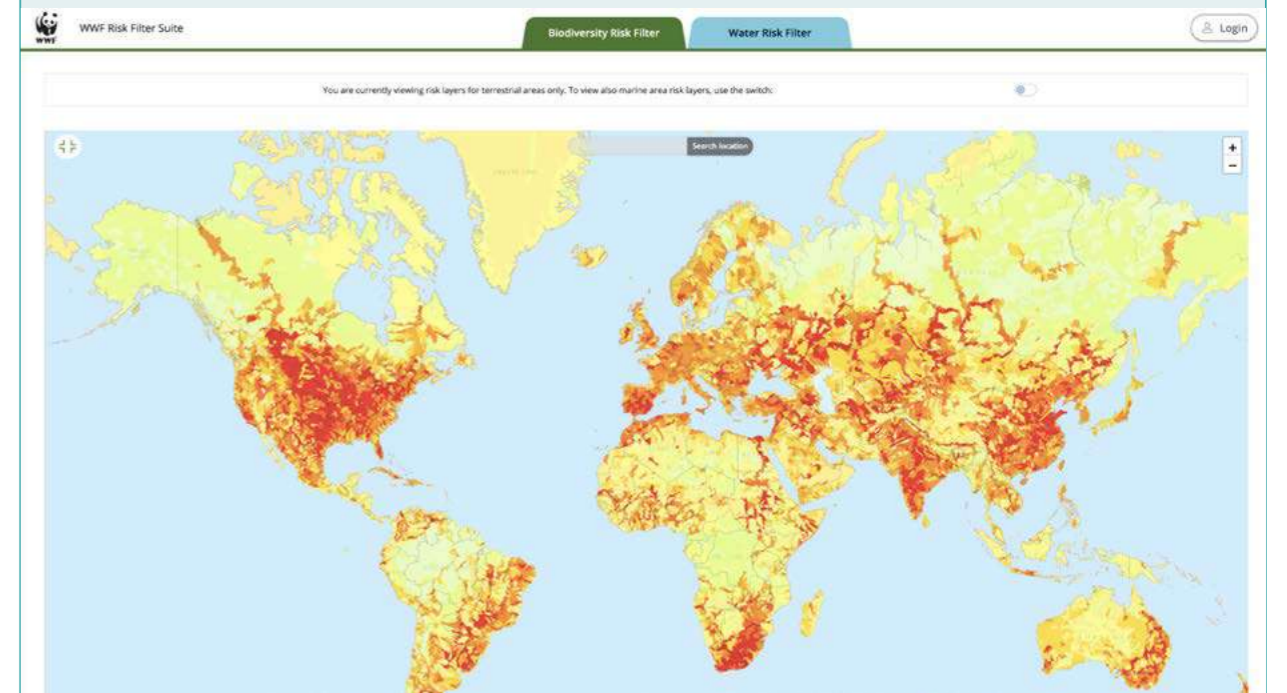 WWF
WWF Risk Filter Suite
Biodiversity Risk Filter
Water Risk Filter
Login
You are currently viewing risk layers for terrestrial areas only. To view also marine area risk layers, use the switch:
Search location
+
−